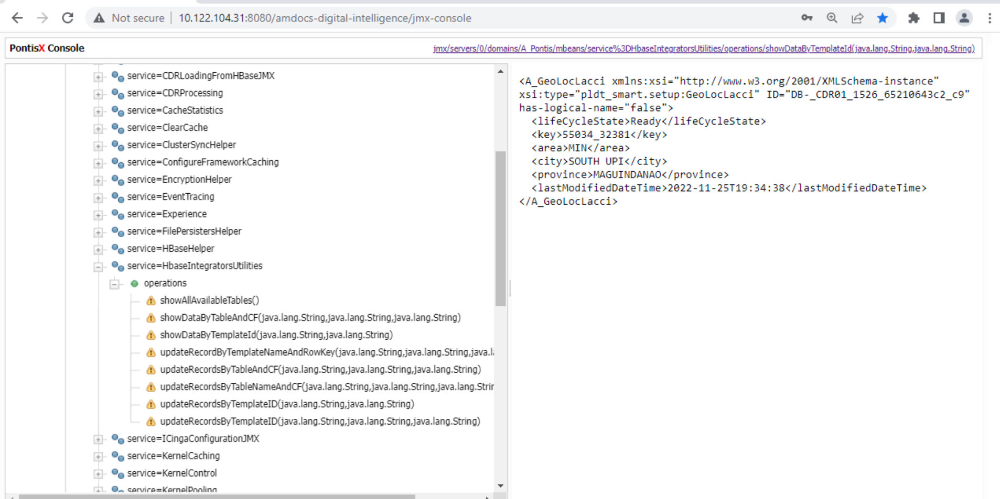 Not secure | 10.122.104.31:8080/amdocs-digital-intelligence/jmx-console
PontisX Console
jmx/servers/0/domains/A_Pontis/mbeans/service%3DHbaseIntegratorsUtilities/operations/showDataByTemplateId(java.lang.String,java.lang.String)
service=CDRLoadingFromHBaseJMX
service=CDRProcessing
service=CacheStatistics
service=ClearCache
service=ClusterSyncHelper
service=ConfigureFrameworkCaching
service=EncryptionHelper
service=EventTracing
service=Experience
service=FilePersistersHelper
service=HBaseHelper
service=HbaseIntegratorsUtilities
operations
showAllAvailableTables()
showDataByTableAndCF(java.lang.String,java.lang.String,java.lang.String)
showDataByTemplateId(java.lang.String,java.lang.String)
updateRecordByTemplateNameAndRowKey(java.lang.String,java.lang.String,java.l
updateRecordsByTableAndCF(java.lang.String,java.lang.String,java.lang.String)
updateRecordsByTableNameAndCF(java.lang.String,java.lang.String,java.lang.Strin
updateRecordsByTemplateID(java.lang.String,java.lang.String)
updateRecordsByTemplateID(java.lang.String,java.lang.String,java.lang.String)
service=ICingaConfigurationJMX
service=KernelCaching
service=KernelControl
service=KernelPooling
<A_GeoLocLacci xmlns:xsi="http://www.w3.org/2001/XMLSchema-instance"
xsi:type="pldt_smart.setup:GeoLocLacci" ID="DB-_CDR01_1526_65210643c2_c9"
has-logical-name="false">
<lifeCycleState>Ready</lifeCycleState>
<key>55034_32381</key>
<area>MIN</area>
<city>SOUTH UPI</city>
<province>MAGUINDANAO</province>
<lastModifiedDateTime>2022-11-25T19:34:38</lastModifiedDateTime>
</A_GeoLocLacci>